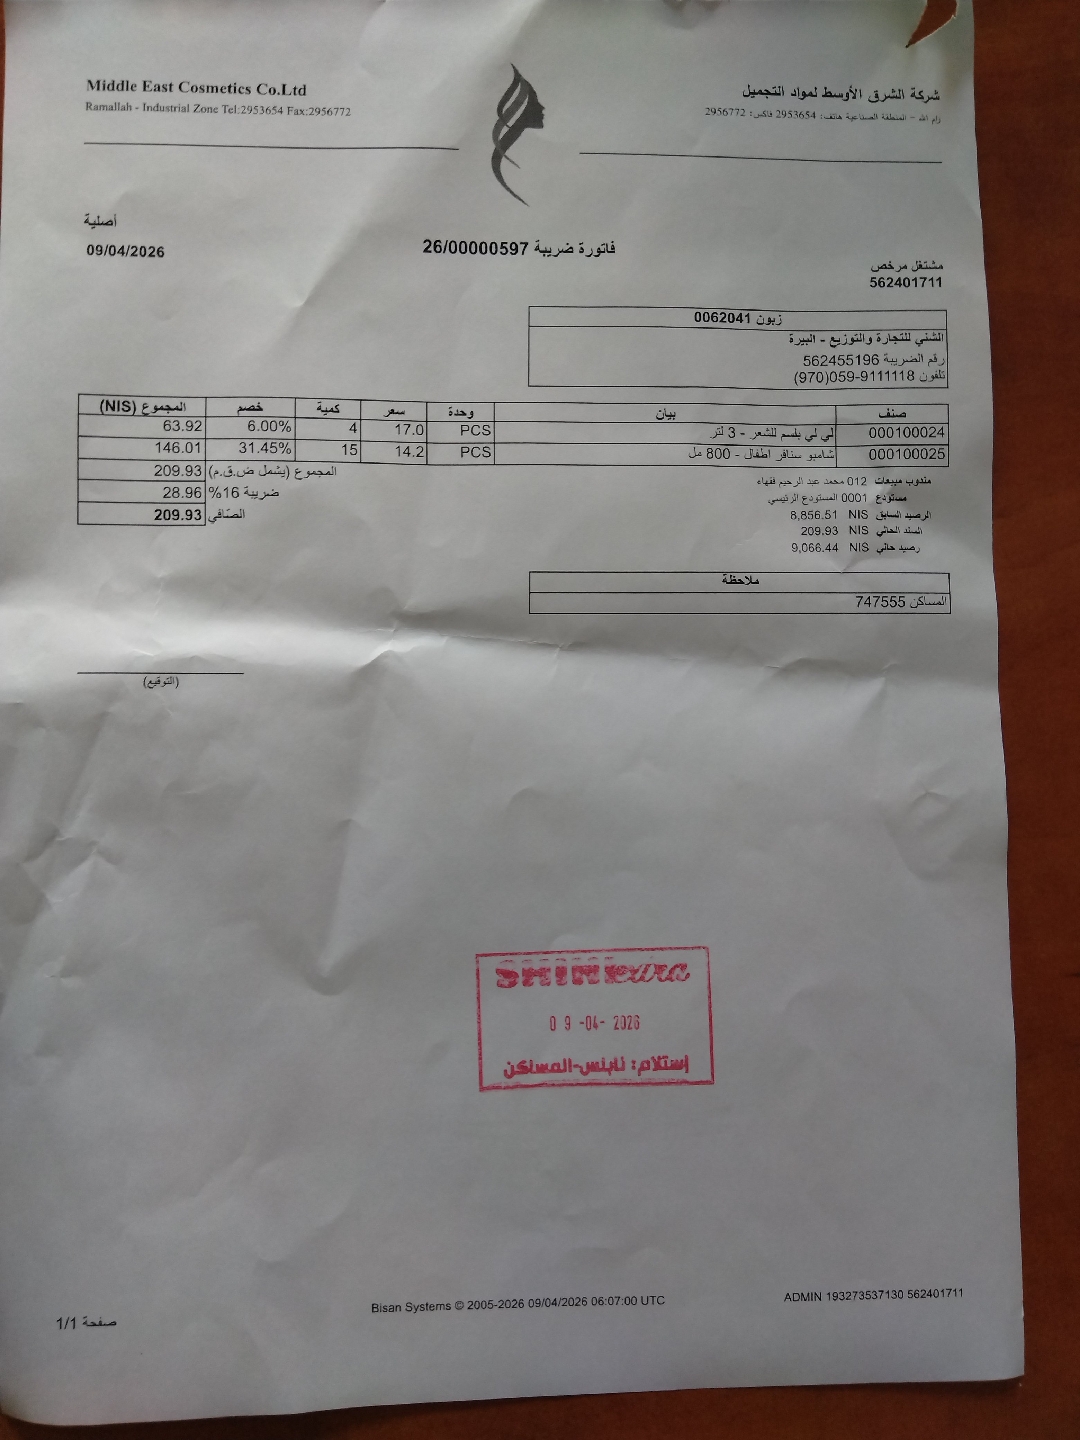 Middle East Cosmetics Co.Ltd
Ramallah - Industrial Zone Tel:2953654 Fax:2956772
شركة الشرق الأوسط لمواد التجميل
رام الله - المنطقة الصناعية هاتف: 2953654 فاكس: 2956772
أصلية
09/04/2026
فاتورة ضريبة 26/00000597
مشتغل مرخص
562401711
زبون 0062041
الشني للتجارة والتوزيع - البيرة
رقم الضريبة 562455196
تلفون (970)059-9111118
صنف بيان وحدة سعر كمية خصم المجموع (NIS)
000100024 لي لي بلسم للشعر - 3 لتر PCS 17.0 4 6.00% 63.92
000100025 شامبو سنافر اطفال - 800 مل PCS 14.2 15 31.45% 146.01
المجموع (يشمل ض.ق.م) 209.93
ضريبة 16% 28.96
الصافي 209.93
مندوب مبيعات 012 محمد عبد الرحيم فقهاء
مستودع 0001 المستودع الرئيسي
الرصيد السابق NIS 8,856.51
السند الحالي NIS 209.93
رصيد حالي NIS 9,066.44
ملاحظة
المساكن 747555
(التوقيع)
SHINI extra
09-04-2026
إستلام: نابلس-المساكن
Bisan Systems © 2005-2026 09/04/2026 06:07:00 UTC
ADMIN 193273537130 562401711
صفحة 1/1